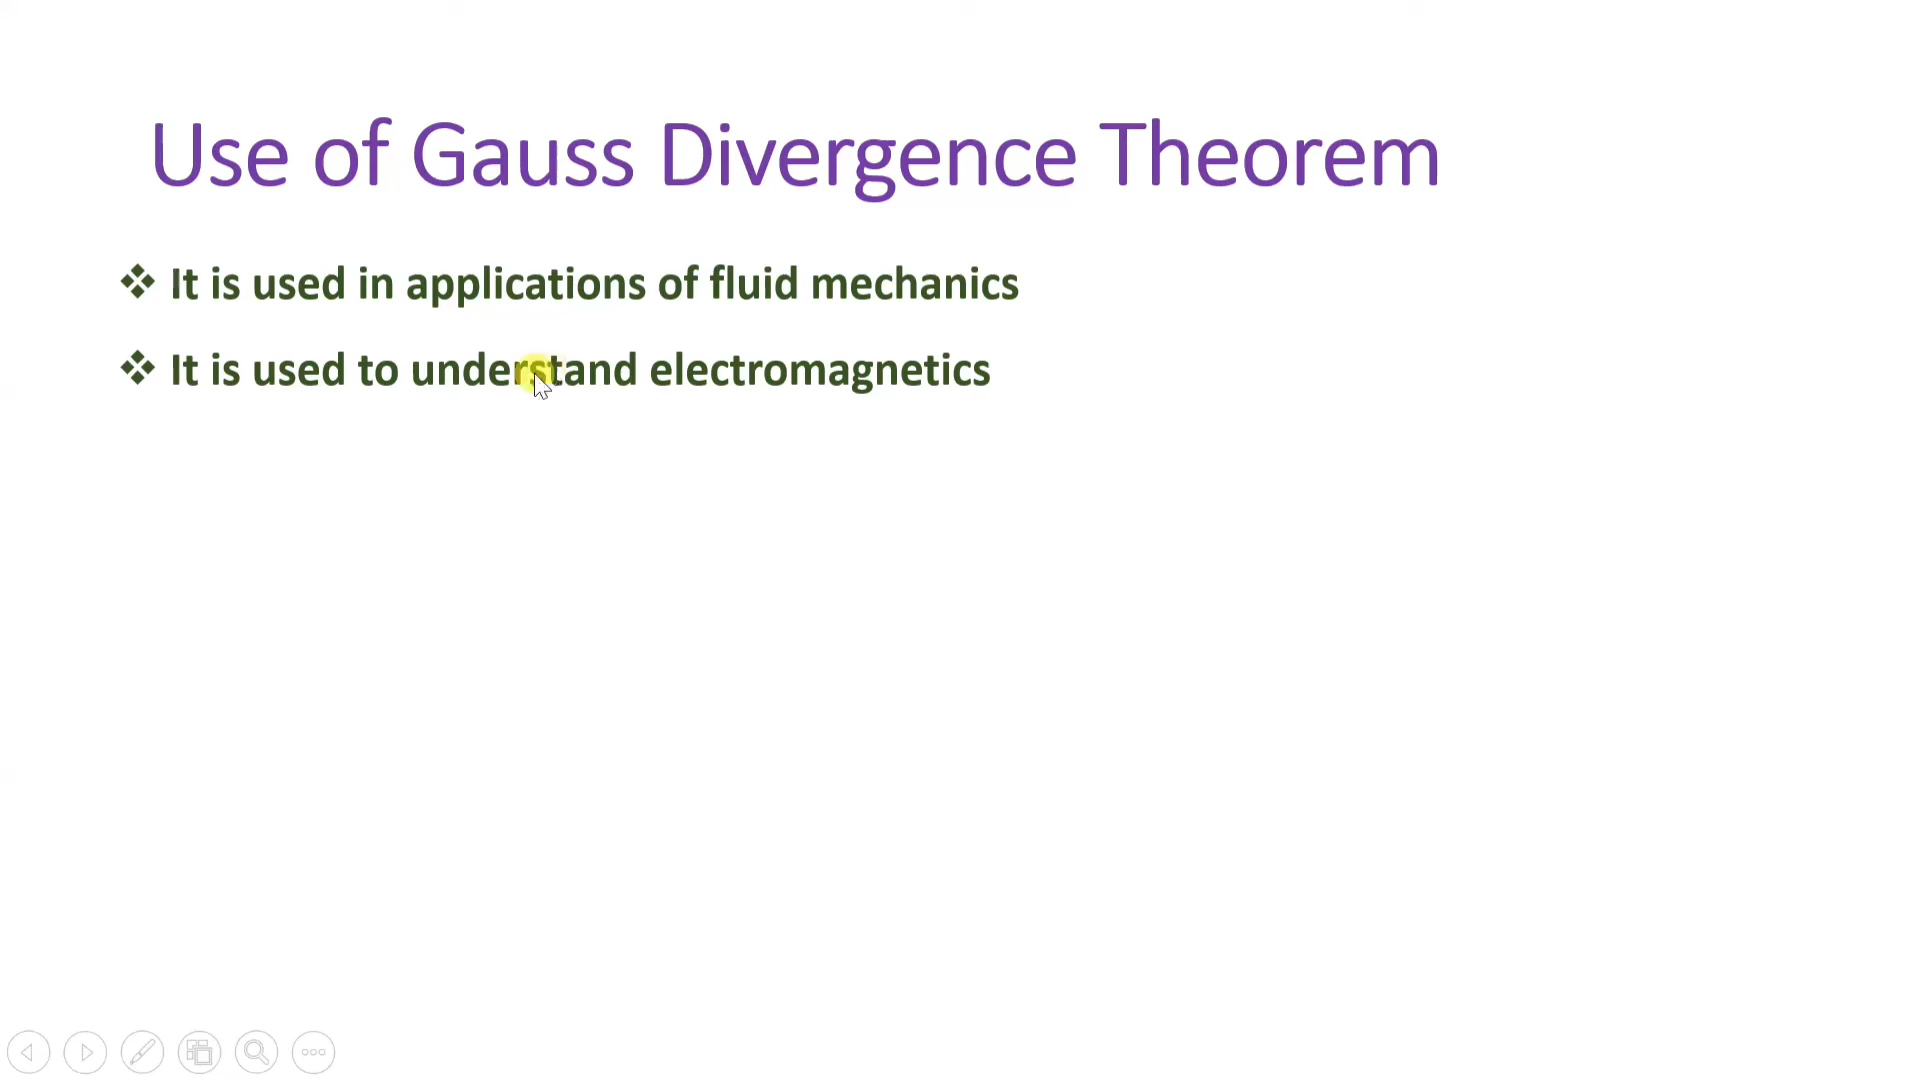 Use of Gauss Divergence Theorem
❖ It is used in applications of fluid mechanics
❖ It is used to understand electromagnetics